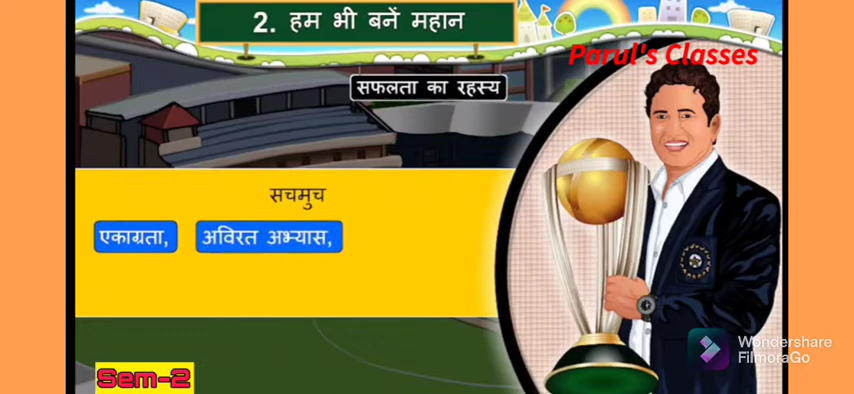 2. हम भी बनें महान
Parul's Classes
सफलता का रहस्य
सचमुच
एकाग्रता, अविरत अभ्यास,
Sem-2
Wondershare
FilmoraGo